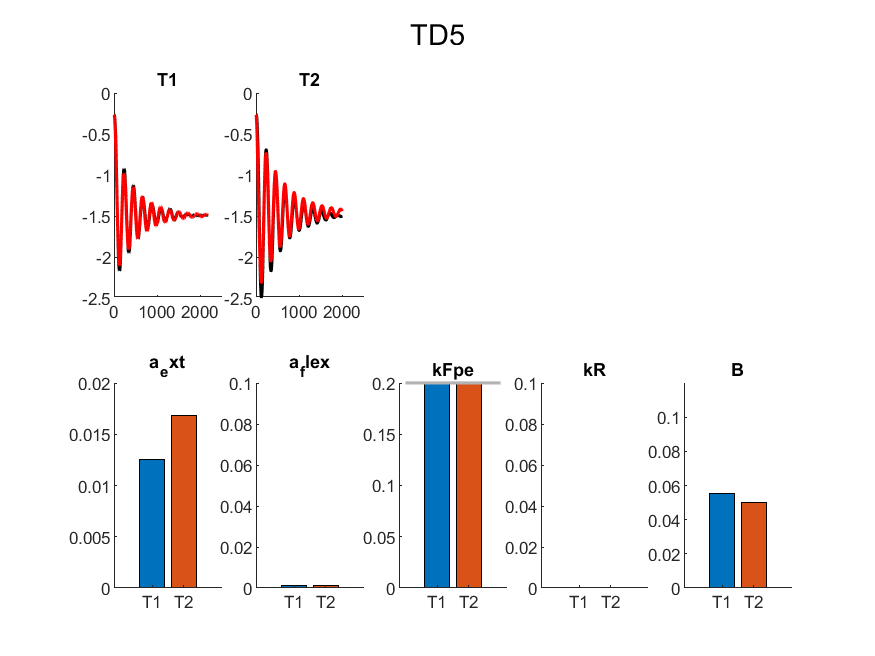 TD5
T1 T2
0 0
-0.5 -0.5
-1 -1
-1.5 -1.5
-2 -2
-2.5 -2.5
0 1000 2000 0 1000 2000
aext aflex kFpe kR B
0.02 0.1 0.2 0.1 0.1
0.015 0.08 0.15 0.08 0.08
0.01 0.06 0.1 0.06 0.06
0.005 0.04 0.05 0.04 0.04
0.02 0.02 0.02
0 0 0 0 0
T1 T2 T1 T2 T1 T2 T1 T2 T1 T2